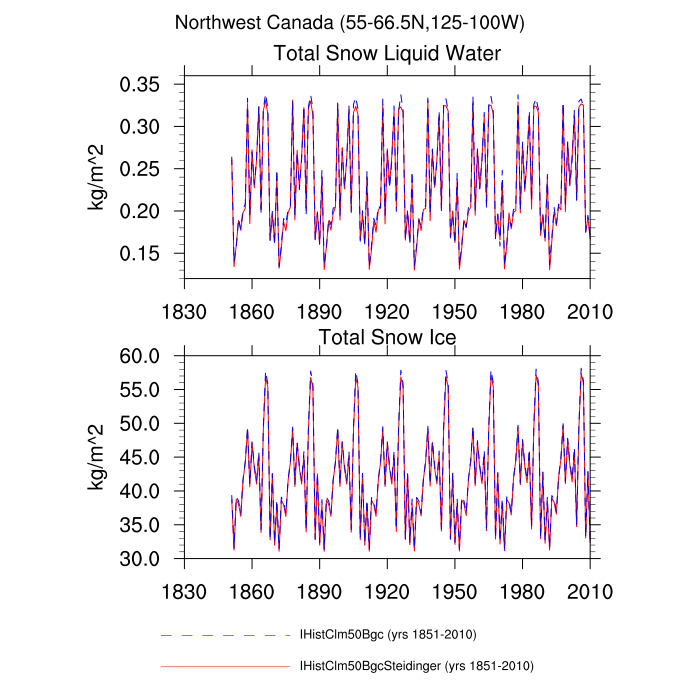 Northwest Canada (55-66.5N,125-100W)
Total Snow Liquid Water
kg/m^2
0.35
0.30
0.25
0.20
0.15
1830 1860 1890 1920 1950 1980 2010
Total Snow Ice
kg/m^2
60.0
55.0
50.0
45.0
40.0
35.0
30.0
1830 1860 1890 1920 1950 1980 2010
IHistClm50Bgc (yrs 1851-2010)
IHistClm50BgcSteidinger (yrs 1851-2010)